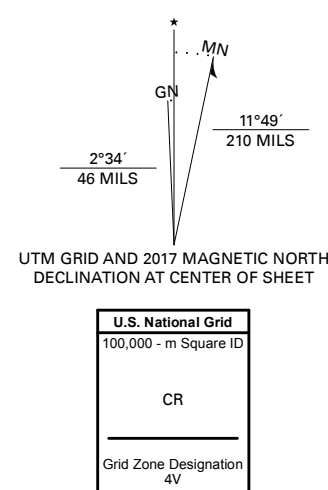 ★
MN
GN
11°49´
210 MILS
2°34´
46 MILS
UTM GRID AND 2017 MAGNETIC NORTH
DECLINATION AT CENTER OF SHEET
U.S. National Grid
100,000 - m Square ID
CR
Grid Zone Designation
4V